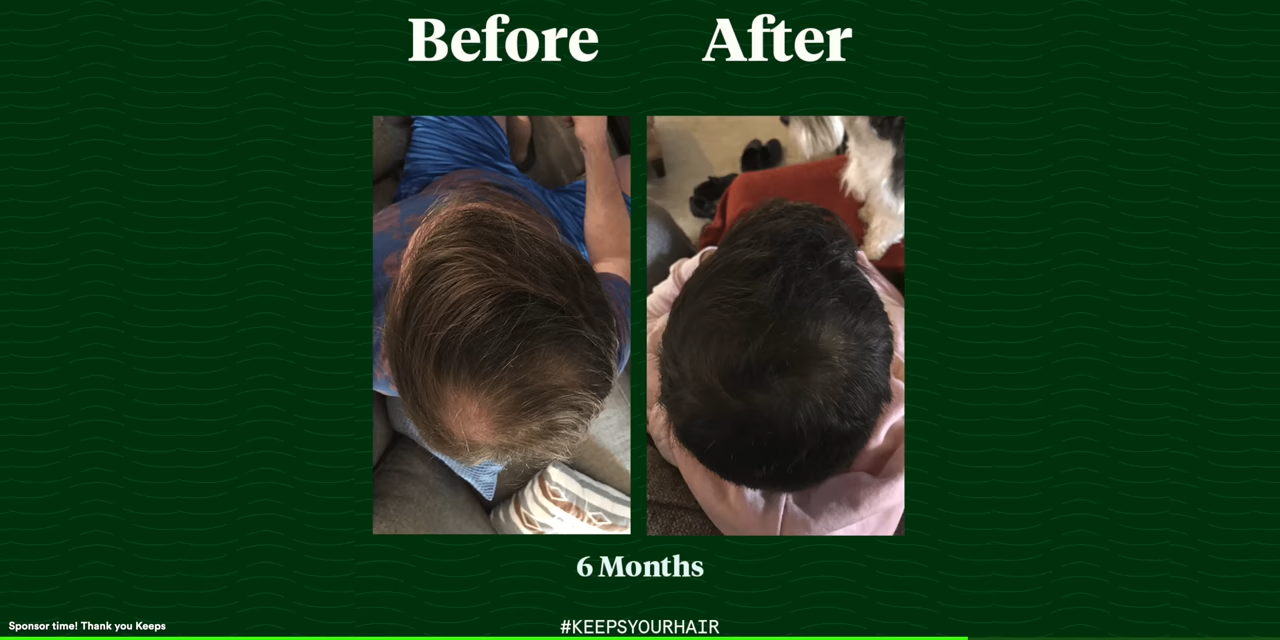 Before
After
6 Months
#KEEPSYOURHAIR
Sponsor time! Thank you Keeps